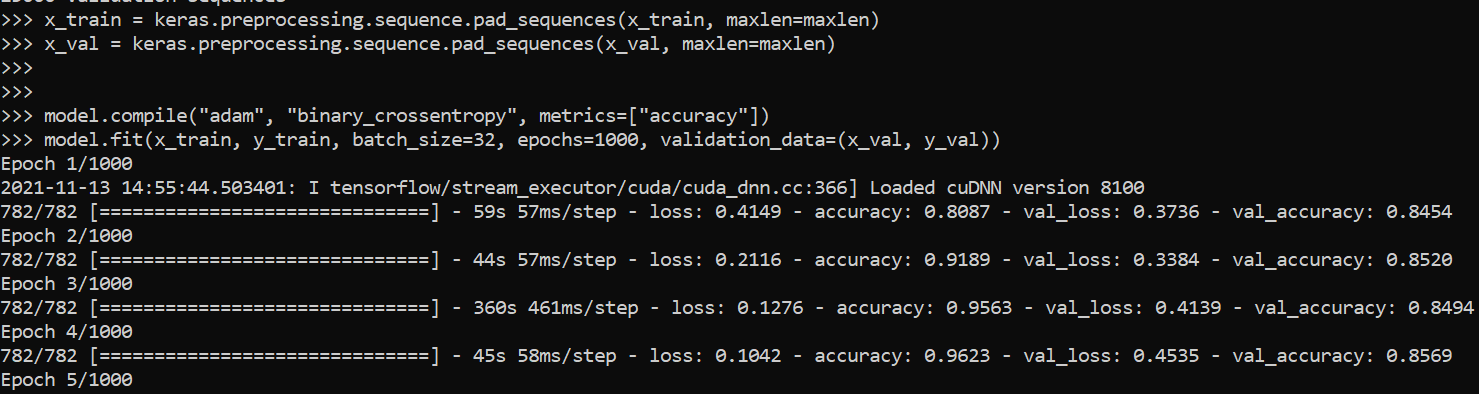 25000 Validation sequences
>>> x_train = keras.preprocessing.sequence.pad_sequences(x_train, maxlen=maxlen)
>>> x_val = keras.preprocessing.sequence.pad_sequences(x_val, maxlen=maxlen)
>>>
>>>
>>> model.compile("adam", "binary_crossentropy", metrics=["accuracy"])
>>> model.fit(x_train, y_train, batch_size=32, epochs=1000, validation_data=(x_val, y_val))
Epoch 1/1000
2021-11-13 14:55:44.503401: I tensorflow/stream_executor/cuda/cuda_dnn.cc:366] Loaded cuDNN version 8100
782/782 [==============================] - 59s 57ms/step - loss: 0.4149 - accuracy: 0.8087 - val_loss: 0.3736 - val_accuracy: 0.8454
Epoch 2/1000
782/782 [==============================] - 44s 57ms/step - loss: 0.2116 - accuracy: 0.9189 - val_loss: 0.3384 - val_accuracy: 0.8520
Epoch 3/1000
782/782 [==============================] - 360s 461ms/step - loss: 0.1276 - accuracy: 0.9563 - val_loss: 0.4139 - val_accuracy: 0.8494
Epoch 4/1000
782/782 [==============================] - 45s 58ms/step - loss: 0.1042 - accuracy: 0.9623 - val_loss: 0.4535 - val_accuracy: 0.8569
Epoch 5/1000